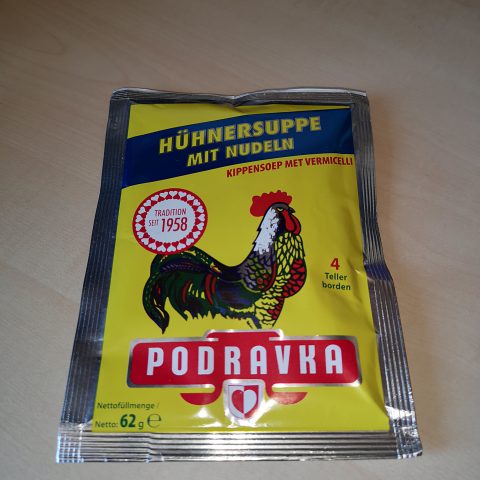 HÜHNERSUPPE
MIT NUDELN
KIPPENSOEP MET VERMICELLI
TRADITION
SEIT 1958
4
Teller
borden
PODRAVKA
Nettofüllmenge /
Netto: 62 g ℮